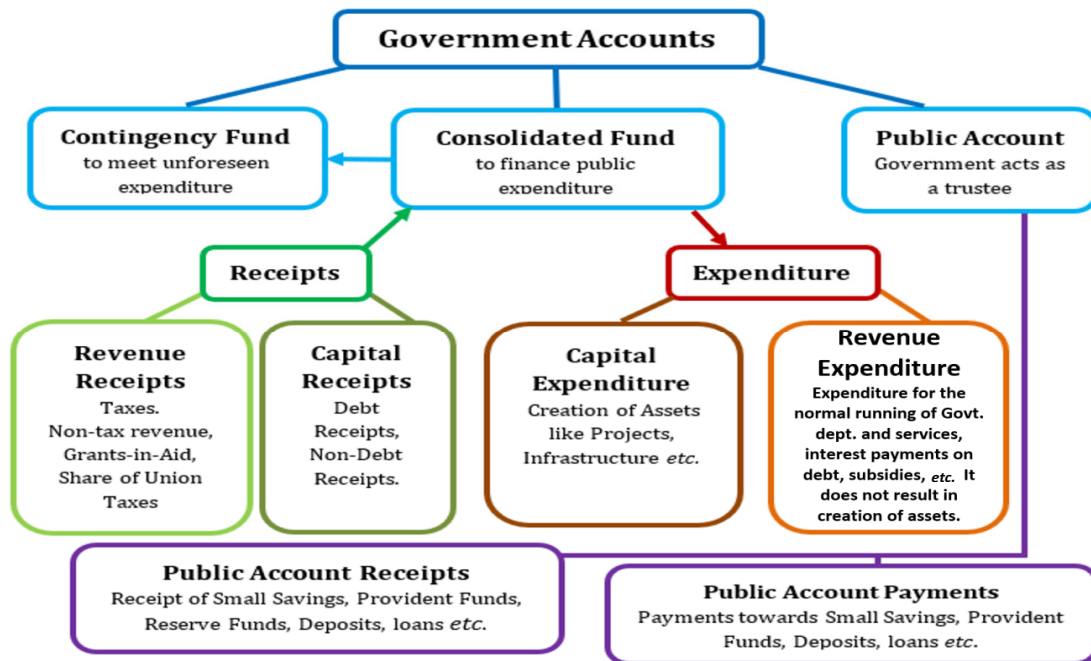 Government Accounts
Contingency Fund
to meet unforeseen
expenditure
Consolidated Fund
to finance public
expenditure
Public Account
Government acts as
a trustee
Receipts
Expenditure
Revenue
Receipts
Taxes.
Non-tax revenue,
Grants-in-Aid,
Share of Union
Taxes
Capital
Receipts
Debt
Receipts,
Non-Debt
Receipts.
Capital
Expenditure
Creation of Assets
like Projects,
Infrastructure etc.
Revenue
Expenditure
Expenditure for the
normal running of Govt.
dept. and services,
interest payments on
debt, subsidies, etc. It
does not result in
creation of assets.
Public Account Receipts
Receipt of Small Savings, Provident Funds,
Reserve Funds, Deposits, loans etc.
Public Account Payments
Payments towards Small Savings, Provident
Funds, Deposits, loans etc.